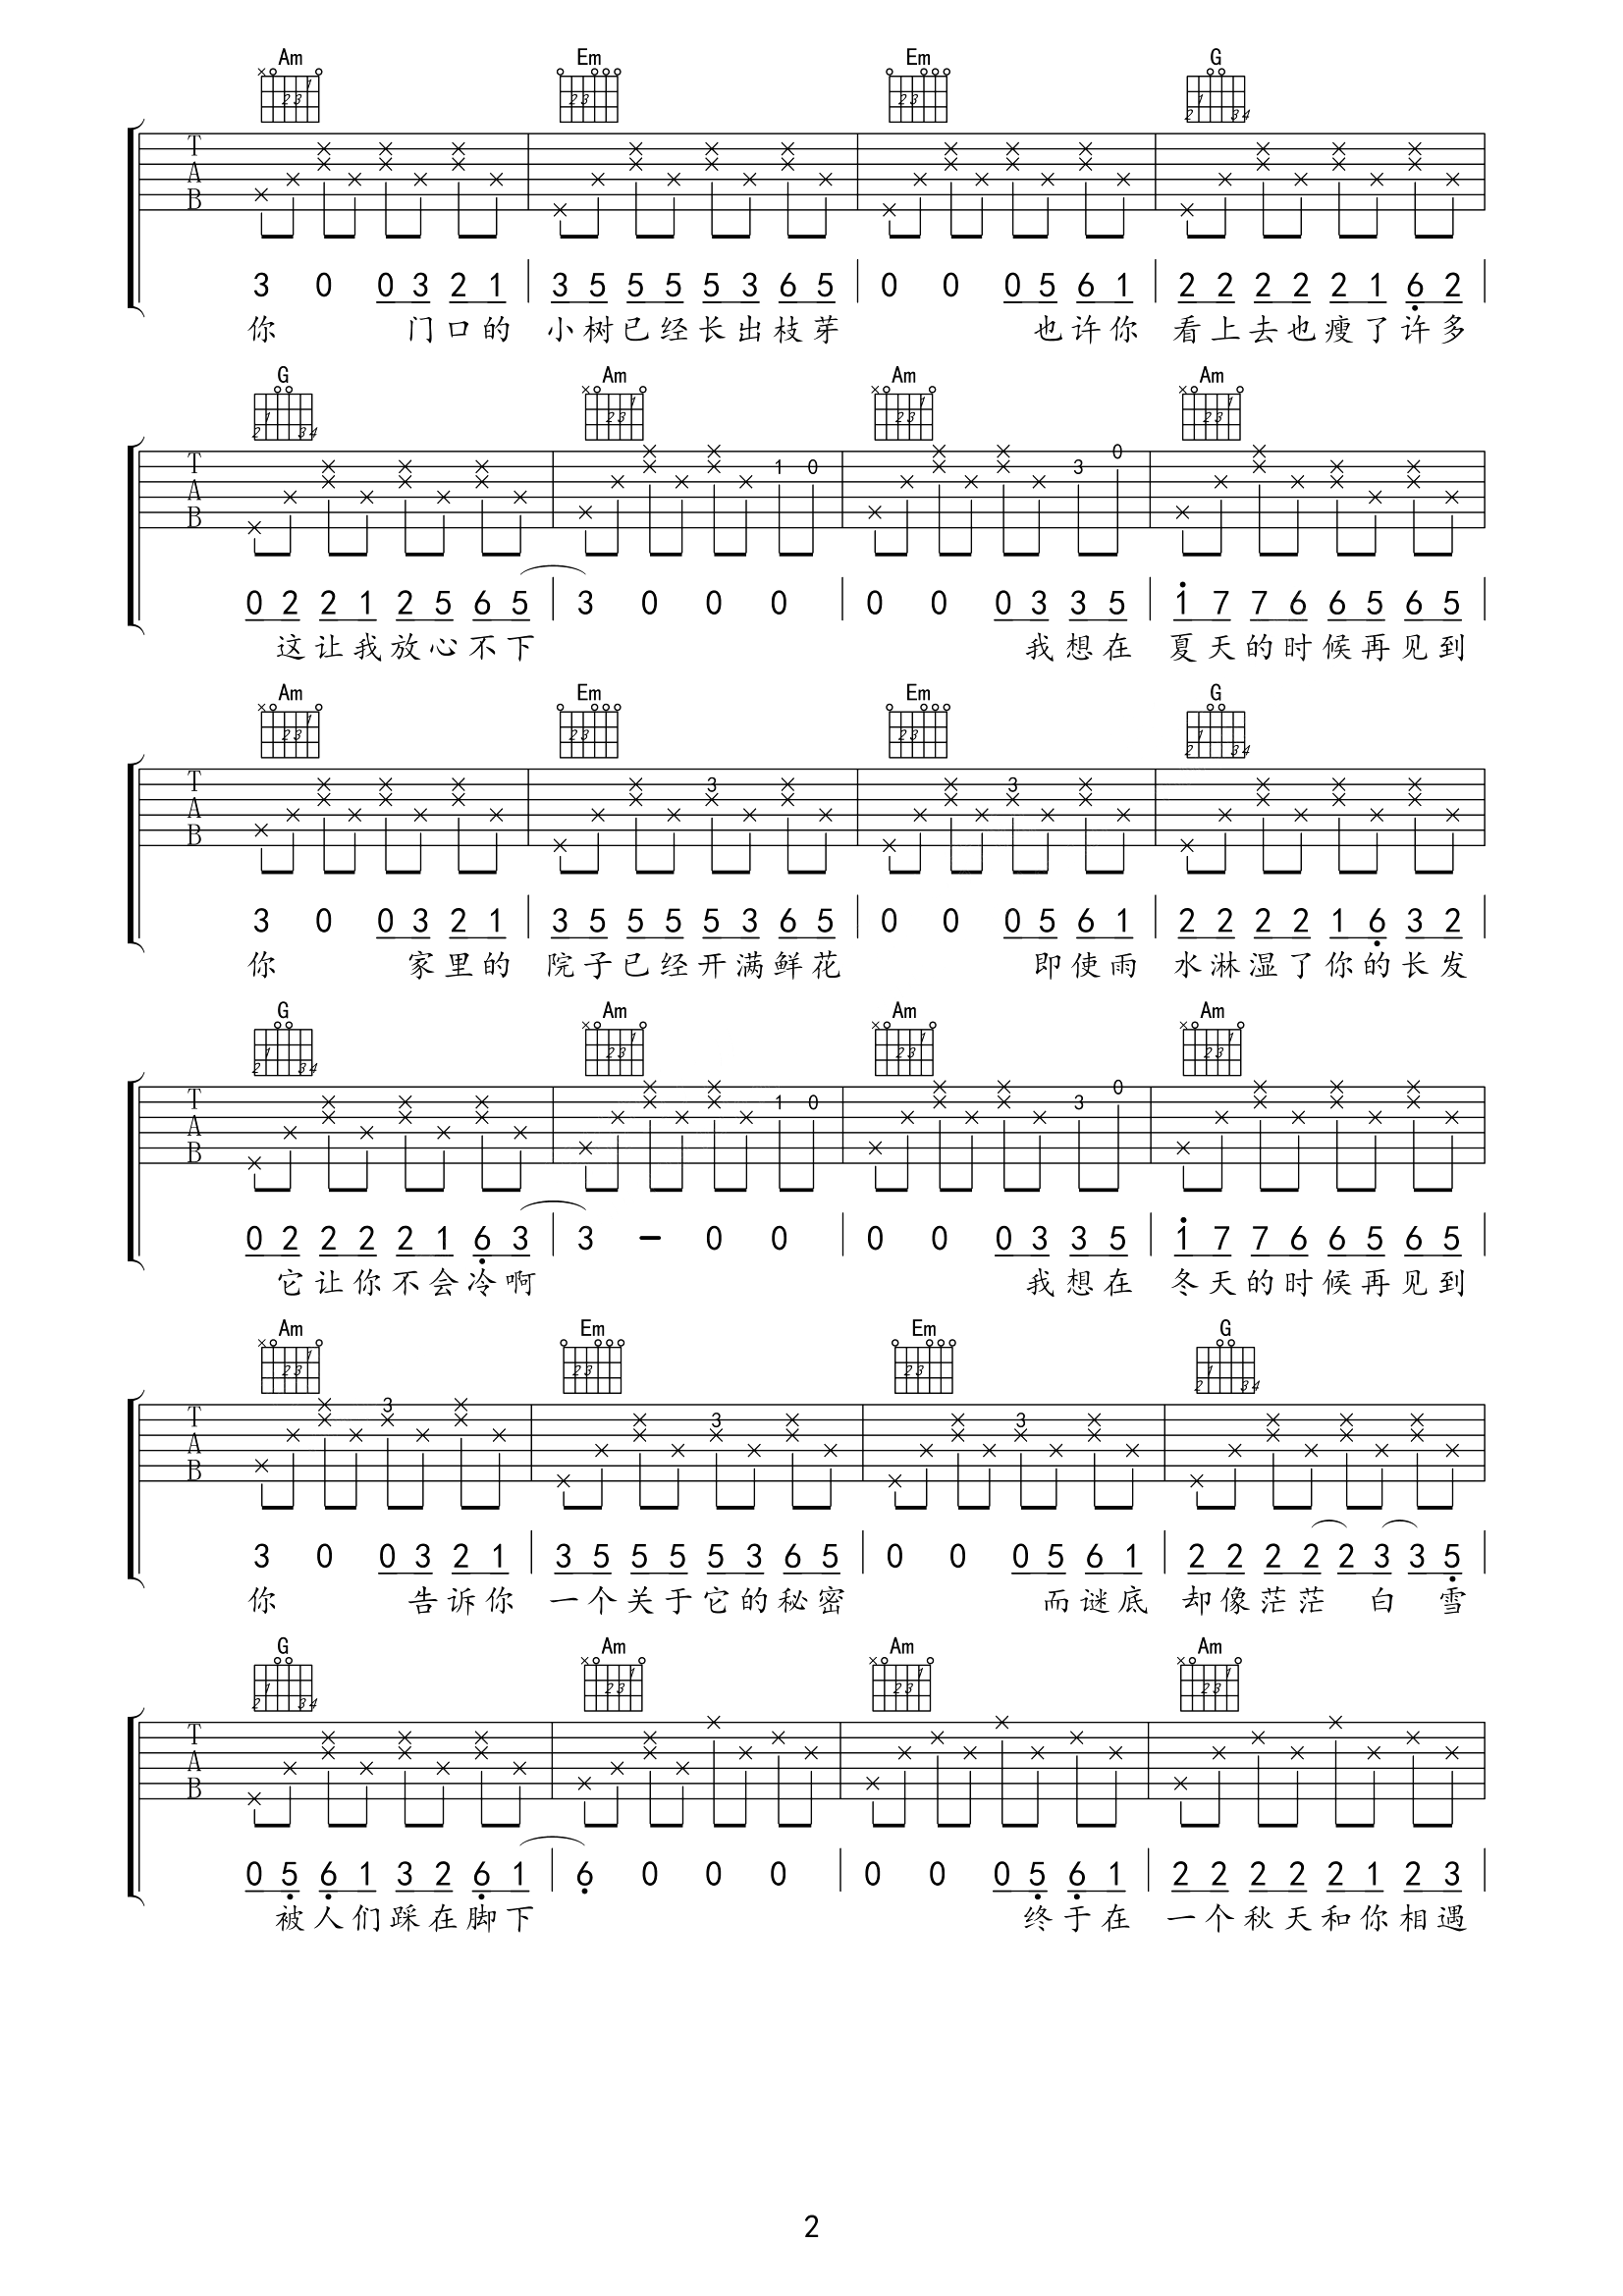 Am Em Em G
T
A
B
3 0 0 3 2 1 | 3 5 5 5 5 3 6 5 | 0 0 0 5 6 1 | 2 2 2 2 2 1 6̣ 2 |
你 门口的 小树已经长出枝芽 也许你 看上去也瘦了许多
G Am Am Am
1 0 3 0
T
A
B
0 2 2 1 2 5 6 5 | 3 0 0 0 | 0 0 0 3 3 5 | 1̇ 7 7 6 6 5 6 5 |
这让我放心不下 我想在 夏天的时候再见到
Am Em Em G
3 3
T
A
B
3 0 0 3 2 1 | 3 5 5 5 5 3 6 5 | 0 0 0 5 6 1 | 2 2 2 2 1 6̣ 3 2 |
你 家里的 院子已经开满鲜花 即使雨 水淋湿了你的长发
G Am Am Am
1 0 3 0
T
A
B
0 2 2 2 2 1 6̣ 3 | 3 - 0 0 | 0 0 0 3 3 5 | 1̇ 7 7 6 6 5 6 5 |
它让你不会冷啊 我想在 冬天的时候再见到
Am Em Em G
3 3 3
T
A
B
3 0 0 3 2 1 | 3 5 5 5 5 3 6 5 | 0 0 0 5 6 1 | 2 2 2 2 2 3 3 5̣ |
你 告诉你 一个关于它的秘密 而谜底 却像茫茫 白 雪
G Am Am Am
T
A
B
0 5̣ 6̣ 1 3 2 6̣ 1 | 6̣ 0 0 0 | 0 0 0 5̣ 6̣ 1 | 2 2 2 2 2 1 2 3 |
被人们踩在脚下 终于在 一个秋天和你相遇
2